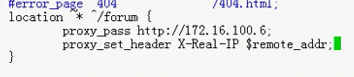 #error_page 404 /404.html;
location ~* ^/forum {
proxy_pass http://172.16.100.6;
proxy_set_header X-Real-IP $remote_addr;
}